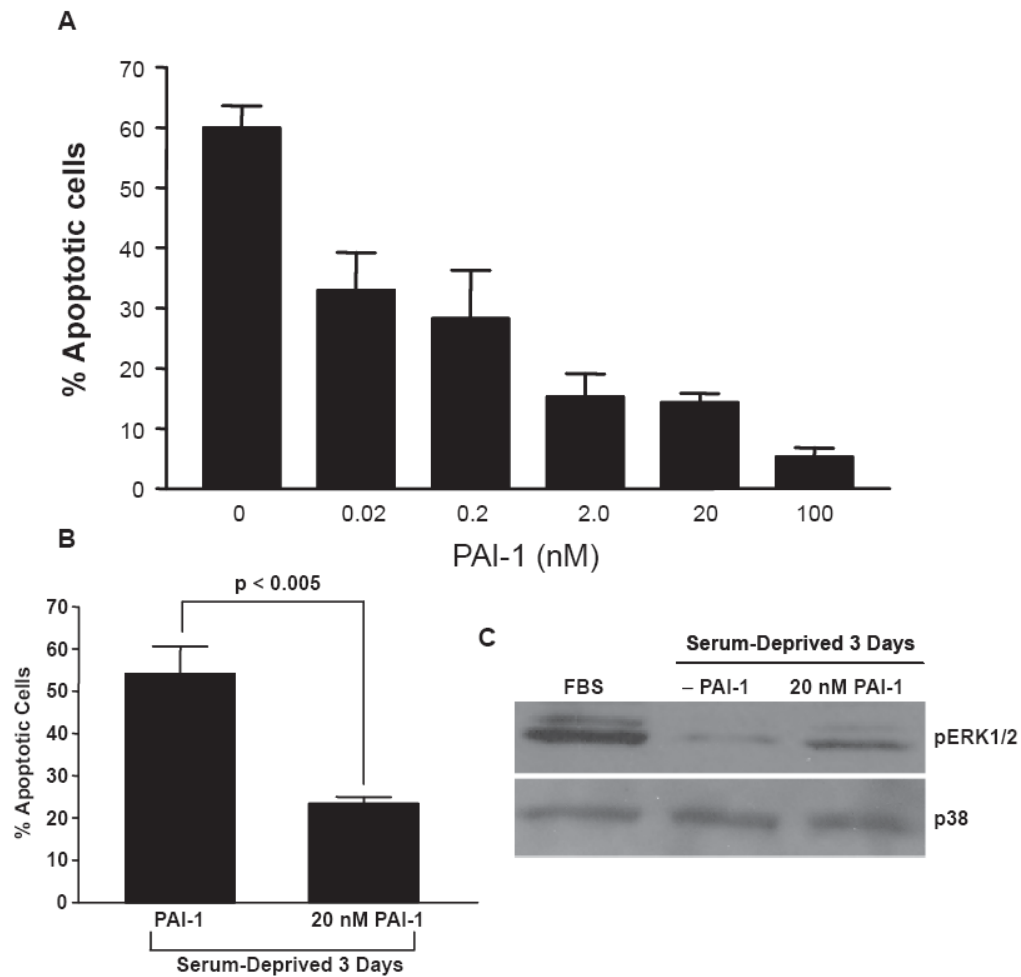 A
70
60
50
40
30
20
10
0
% Apoptotic cells
0 0.02 0.2 2.0 20 100
PAI-1 (nM)
B
p < 0.005
70
60
50
40
30
20
10
0
% Apoptotic Cells
PAI-1 20 nM PAI-1
Serum-Deprived 3 Days
C
Serum-Deprived 3 Days
FBS – PAI-1 20 nM PAI-1
pERK1/2
p38